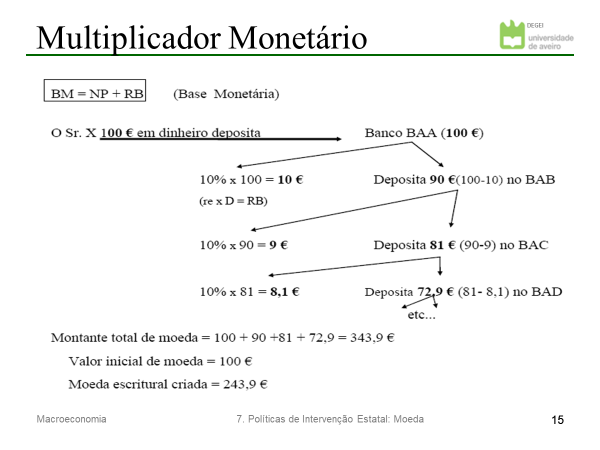 Multiplicador Monetário
DEGEI
universidade
de aveiro
BM = NP + RB (Base Monetária)
O Sr. X 100 € em dinheiro deposita Banco BAA (100 €)
10% x 100 = 10 € Deposita 90 €(100-10) no BAB
(re x D = RB)
10% x 90 = 9 € Deposita 81 € (90-9) no BAC
10% x 81 = 8,1 € Deposita 72,9 € (81- 8,1) no BAD
etc...
Montante total de moeda = 100 + 90 +81 + 72,9 = 343,9 €
Valor inicial de moeda = 100 €
Moeda escritural criada = 243,9 €
Macroeconomia 7. Políticas de Intervenção Estatal: Moeda 15